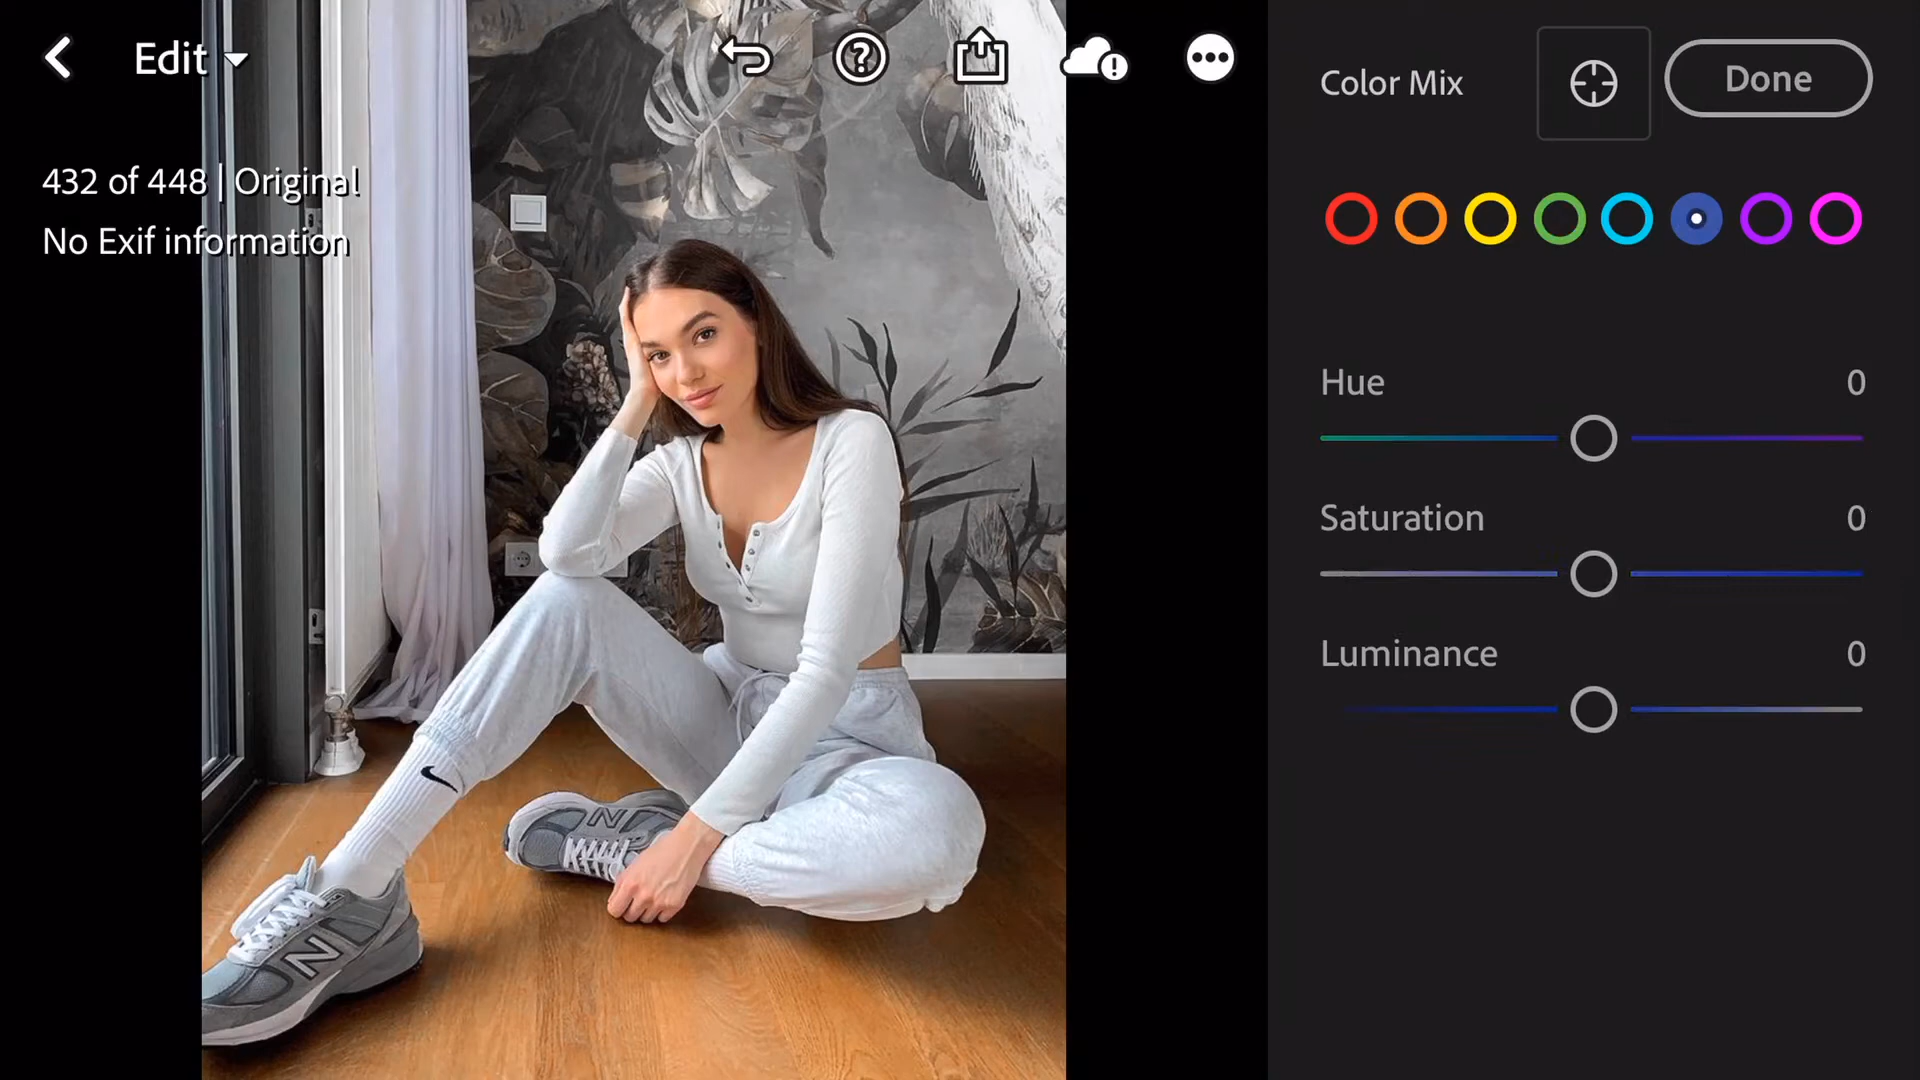 Edit
432 of 448 | Original
No Exif information
Color Mix
Done
Hue 0
Saturation 0
Luminance 0
N
N